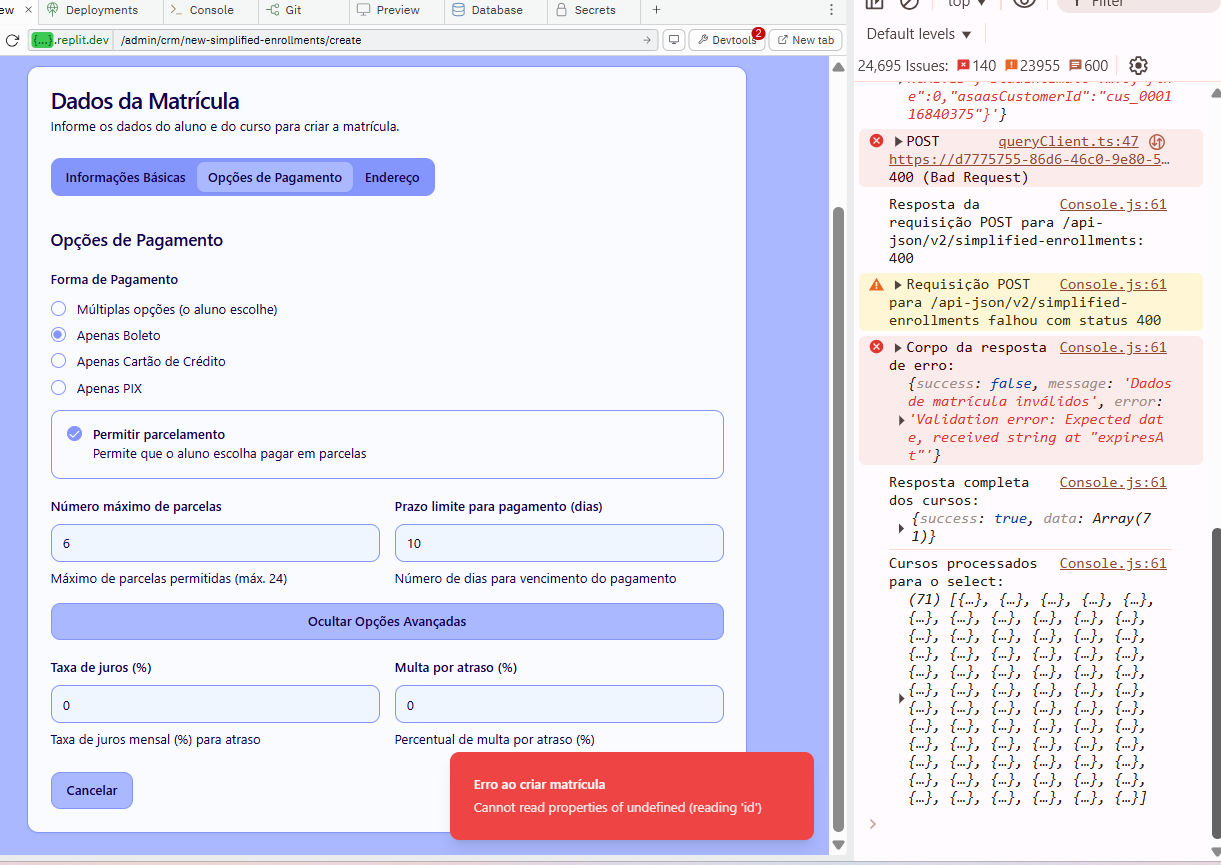 ew
Deployments
Console
Git
Preview
Database
Secrets
{...}.replit.dev
/admin/crm/new-simplified-enrollments/create
Devtools
2
New tab
Dados da Matrícula
Informe os dados do aluno e do curso para criar a matrícula.
Informações Básicas
Opções de Pagamento
Endereço
Opções de Pagamento
Forma de Pagamento
Múltiplas opções (o aluno escolhe)
Apenas Boleto
Apenas Cartão de Crédito
Apenas PIX
Permitir parcelamento
Permite que o aluno escolha pagar em parcelas
Número máximo de parcelas
Prazo limite para pagamento (dias)
6
10
Máximo de parcelas permitidas (máx. 24)
Número de dias para vencimento do pagamento
Ocultar Opções Avançadas
Taxa de juros (%)
Multa por atraso (%)
0
0
Taxa de juros mensal (%) para atraso
Percentual de multa por atraso (%)
Cancelar
Erro ao criar matrícula
Cannot read properties of undefined (reading 'id')
top
Filter
Default levels
24,695 Issues: 140 23955 600
e":0,"asaasCustomerId":"cus_0001
16840375"}'}
POST queryClient.ts:47
https://d7775755-86d6-46c0-9e80-5…
400 (Bad Request)
Resposta da Console.js:61
requisição POST para /api-
json/v2/simplified-enrollments:
400
Requisição POST Console.js:61
para /api-json/v2/simplified-
enrollments falhou com status 400
Corpo da resposta Console.js:61
de erro:
{success: false, message: 'Dados
de matrícula inválidos', error:
'Validation error: Expected dat
e, received string at "expiresA
t"'}
Resposta completa Console.js:61
dos cursos:
{success: true, data: Array(7
1)}
Cursos processados Console.js:61
para o select:
(71) [{…}, {…}, {…}, {…}, {…},
{…}, {…}, {…}, {…}, {…}, {…},
{…}, {…}, {…}, {…}, {…}, {…},
{…}, {…}, {…}, {…}, {…}, {…},
{…}, {…}, {…}, {…}, {…}, {…},
{…}, {…}, {…}, {…}, {…}, {…},
{…}, {…}, {…}, {…}, {…}, {…},
{…}, {…}, {…}, {…}, {…}, {…},
{…}, {…}, {…}, {…}, {…}, {…},
{…}, {…}, {…}, {…}, {…}, {…},
{…}, {…}, {…}, {…}, {…}, {…},
{…}, {…}, {…}, {…}, {…}, {…}]